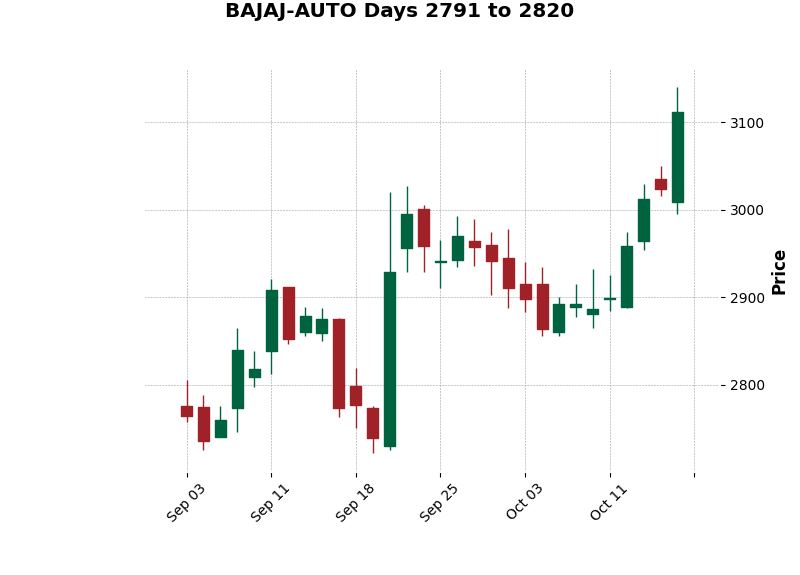 BAJAJ-AUTO Days 2791 to 2820
3100
3000
2900
2800
Price
Sep 03
Sep 11
Sep 18
Sep 25
Oct 03
Oct 11